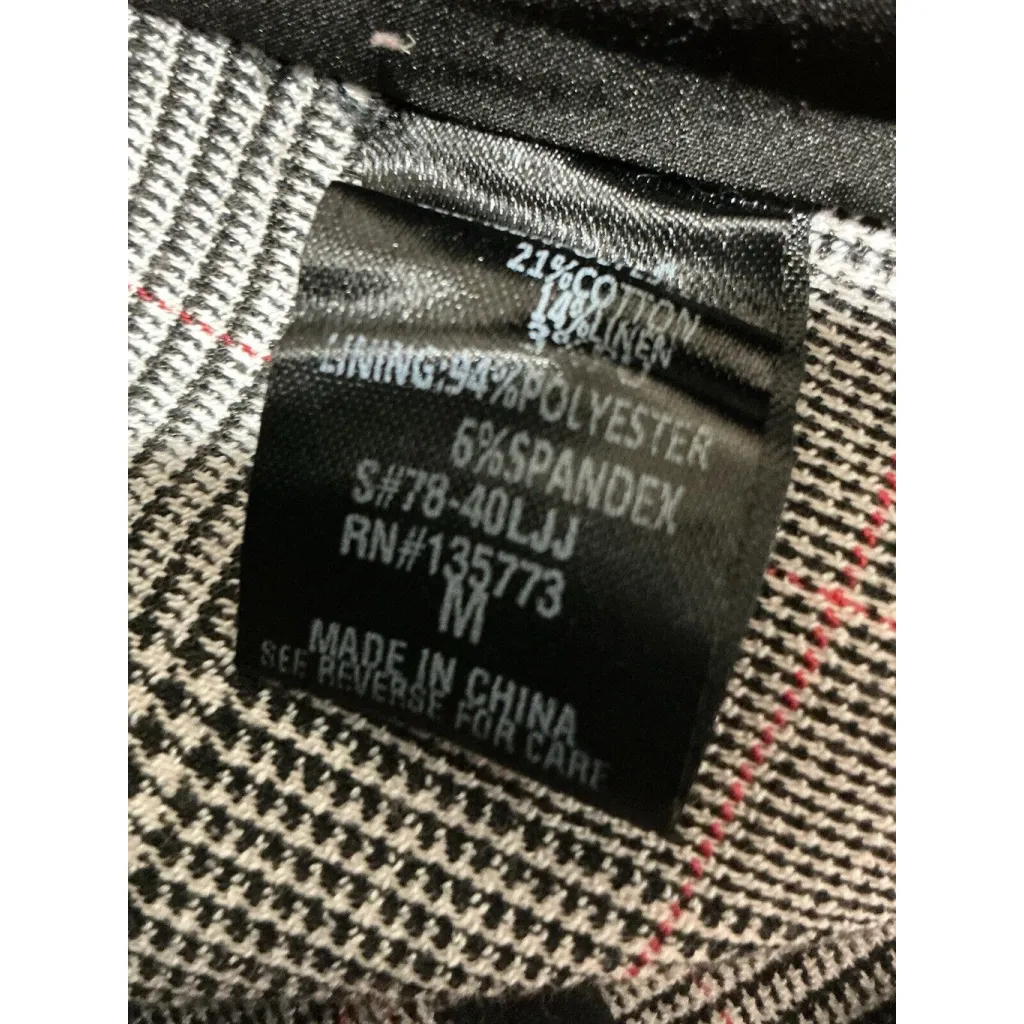 21%COTTON
14%LINEN
LINING:94%POLYESTER
6%SPANDEX
S#78-40LJJ
RN#135773
M
MADE IN CHINA
SEE REVERSE FOR CARE